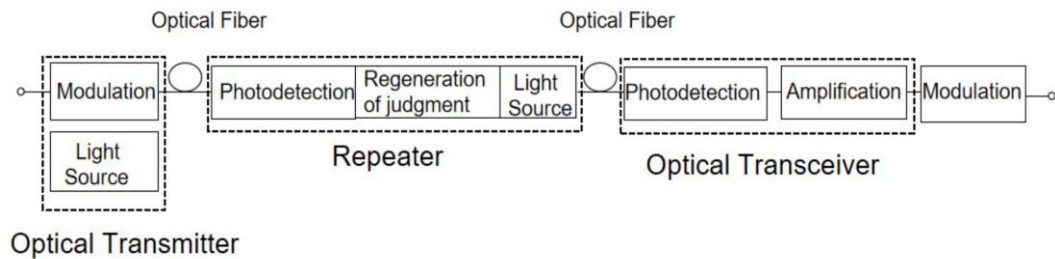 Optical Fiber
Optical Fiber
Modulation
Light
Source
Optical Transmitter
Photodetection
Regeneration
of judgment
Light
Source
Repeater
Photodetection
Amplification
Optical Transceiver
Modulation